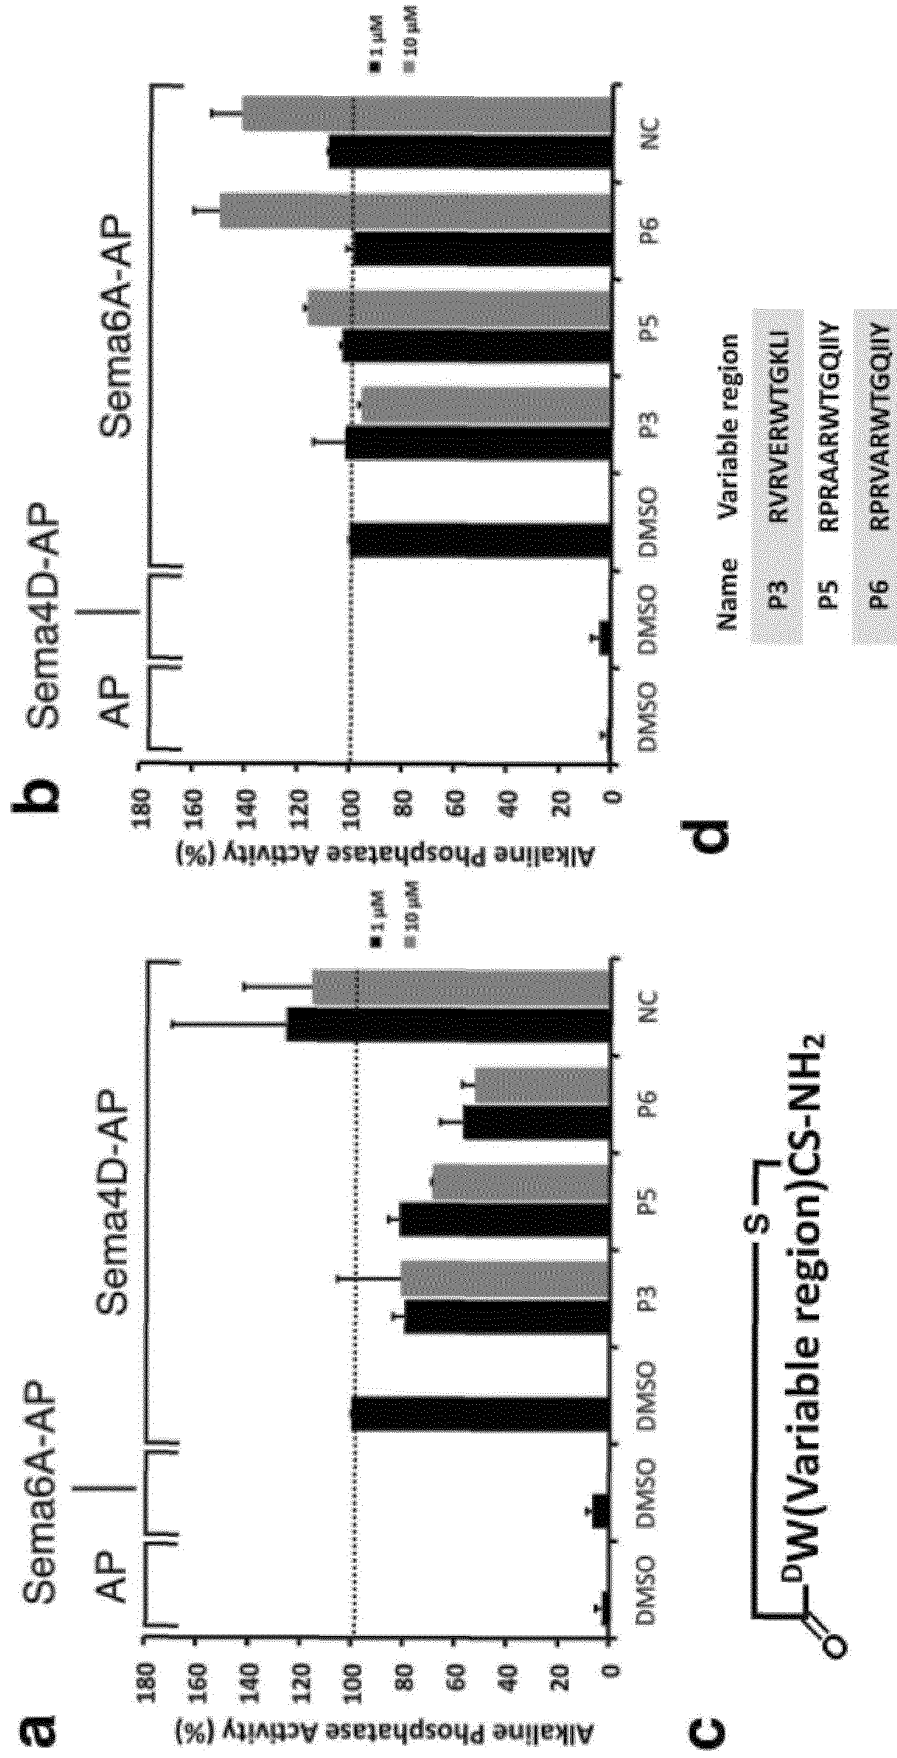 a
Sema6A-AP
AP
Sema4D-AP
Alkaline Phosphatase Activity (%)
180
160
140
120
100
80
60
40
20
0
DMSO
DMSO
DMSO
P3
P5
P6
NC
1 μM
10 μM
b
Sema4D-AP
AP
Sema6A-AP
Alkaline Phosphatase Activity (%)
180
160
140
120
100
80
60
40
20
0
DMSO
DMSO
DMSO
P3
P5
P6
NC
1 μM
10 μM
c
S
O
DW(Variable region)CS-NH2
d
Name Variable region
P3 RVRVERWTGKLI
P5 RPRAARWTGQIIY
P6 RPRVARWTGQIIY